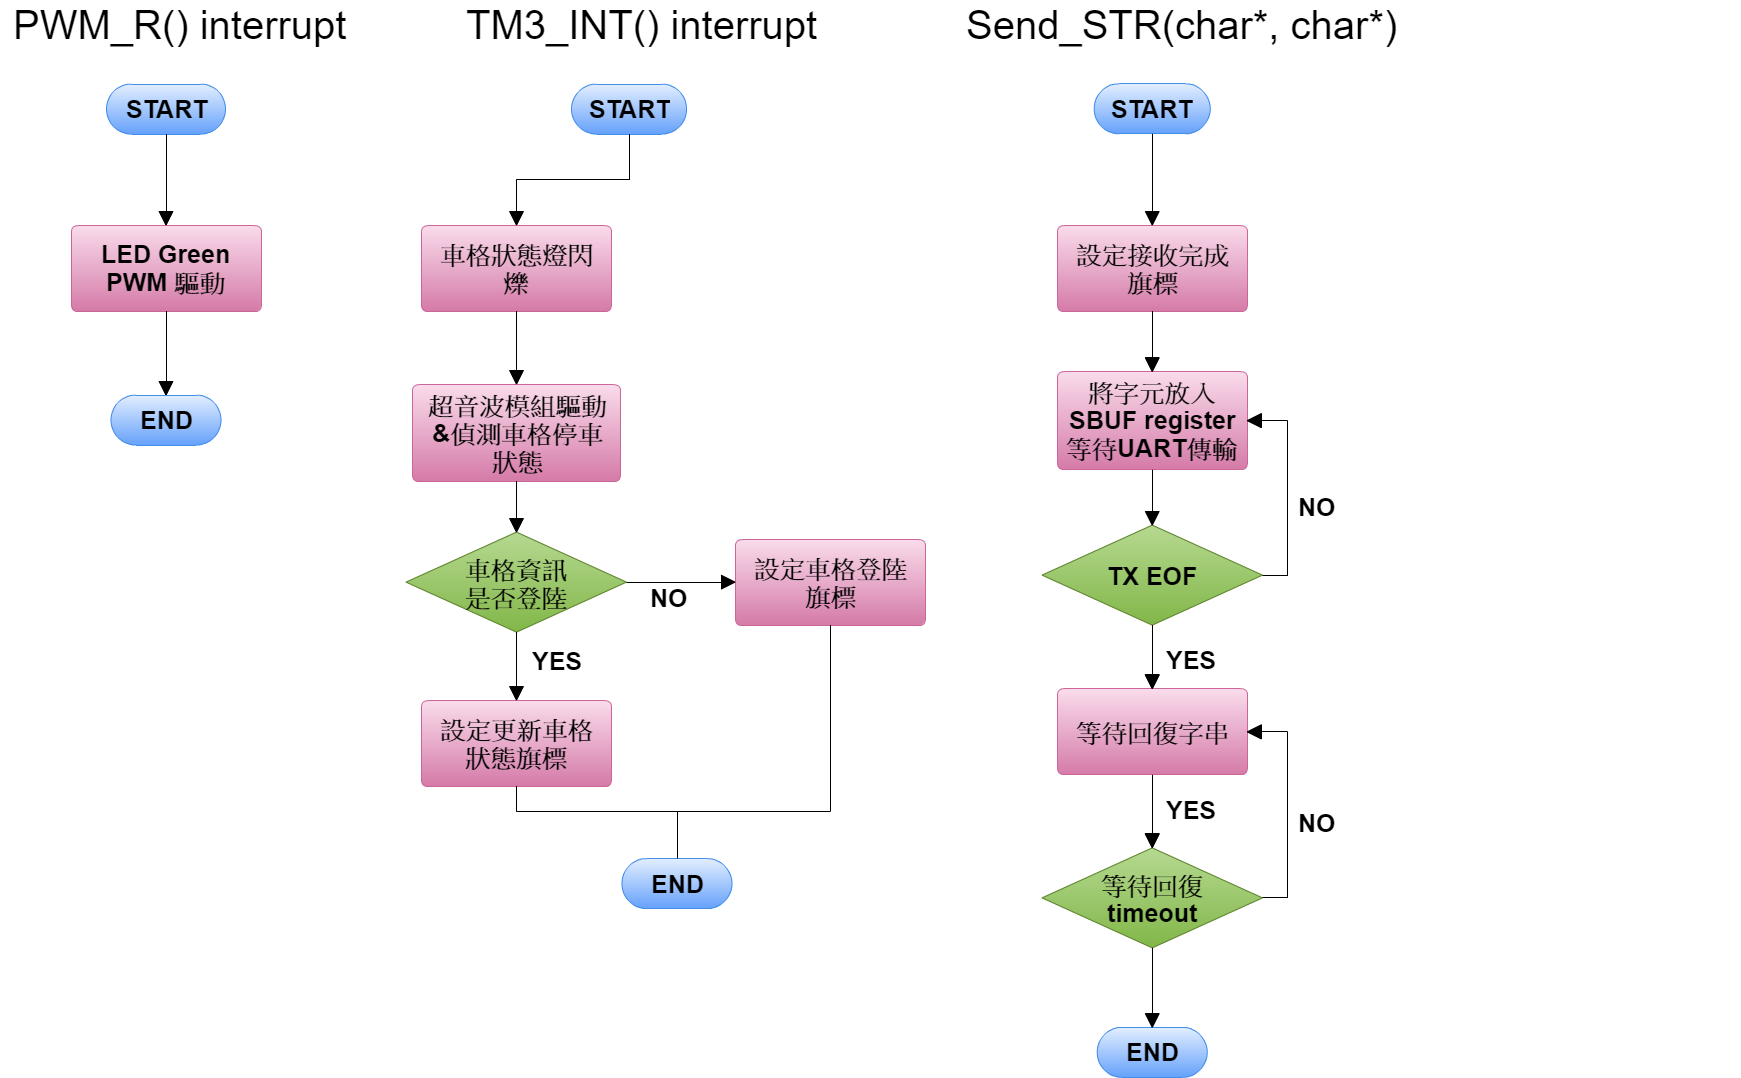 PWM_R() interrupt
START
LED Green
PWM 驅動
END
TM3_INT() interrupt
START
車格狀態燈閃
爍
超音波模組驅動
&偵測車格停車
狀態
車格資訊
是否登陸
NO
設定車格登陸
旗標
YES
設定更新車格
狀態旗標
END
Send_STR(char*, char*)
START
設定接收完成
旗標
將字元放入
SBUF register
等待UART傳輸
NO
TX EOF
YES
等待回復字串
YES
NO
等待回復
timeout
END